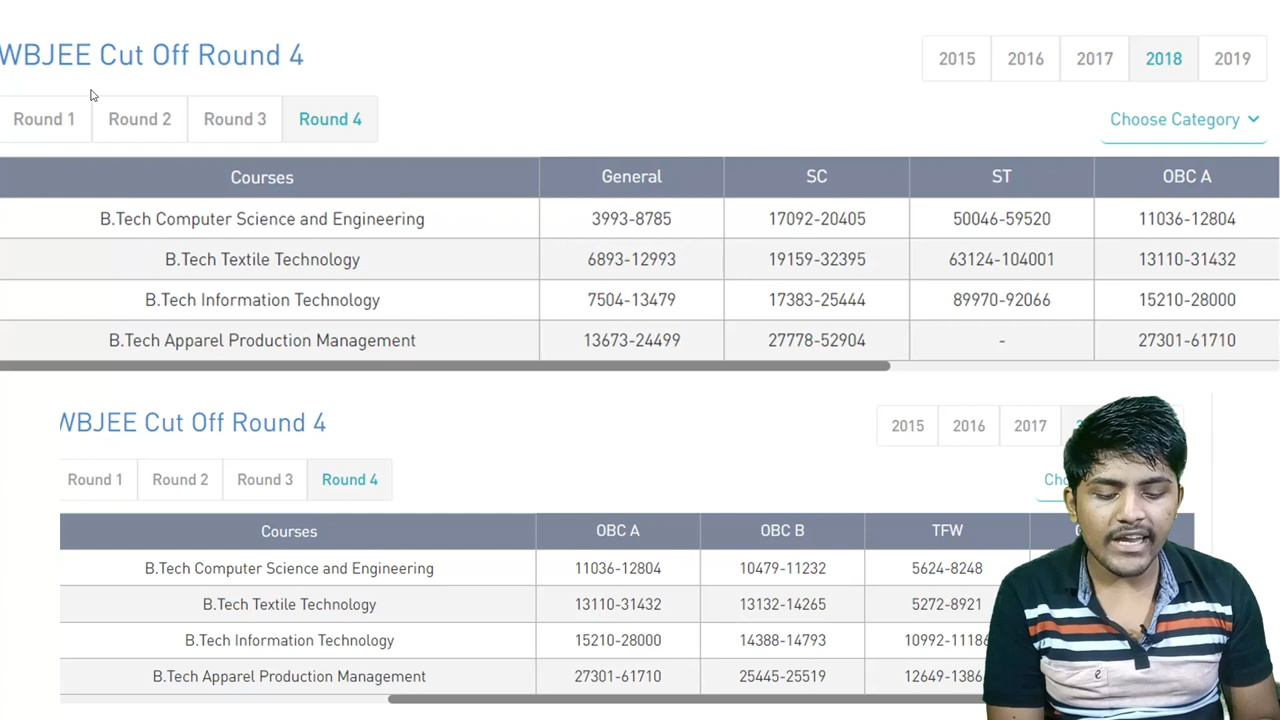 WBJEE Cut Off Round 4
2015 2016 2017 2018 2019
Round 1 Round 2 Round 3 Round 4
Choose Category
Courses General SC ST OBC A
B.Tech Computer Science and Engineering 3993-8785 17092-20405 50046-59520 11036-12804
B.Tech Textile Technology 6893-12993 19159-32395 63124-104001 13110-31432
B.Tech Information Technology 7504-13479 17383-25444 89970-92066 15210-28000
B.Tech Apparel Production Management 13673-24499 27778-52904 - 27301-61710
WBJEE Cut Off Round 4
2015 2016 2017
Round 1 Round 2 Round 3 Round 4
Courses OBC A OBC B TFW
B.Tech Computer Science and Engineering 11036-12804 10479-11232 5624-8248
B.Tech Textile Technology 13110-31432 13132-14265 5272-8921
B.Tech Information Technology 15210-28000 14388-14793 10992-11186
B.Tech Apparel Production Management 27301-61710 25445-25519 12649-386